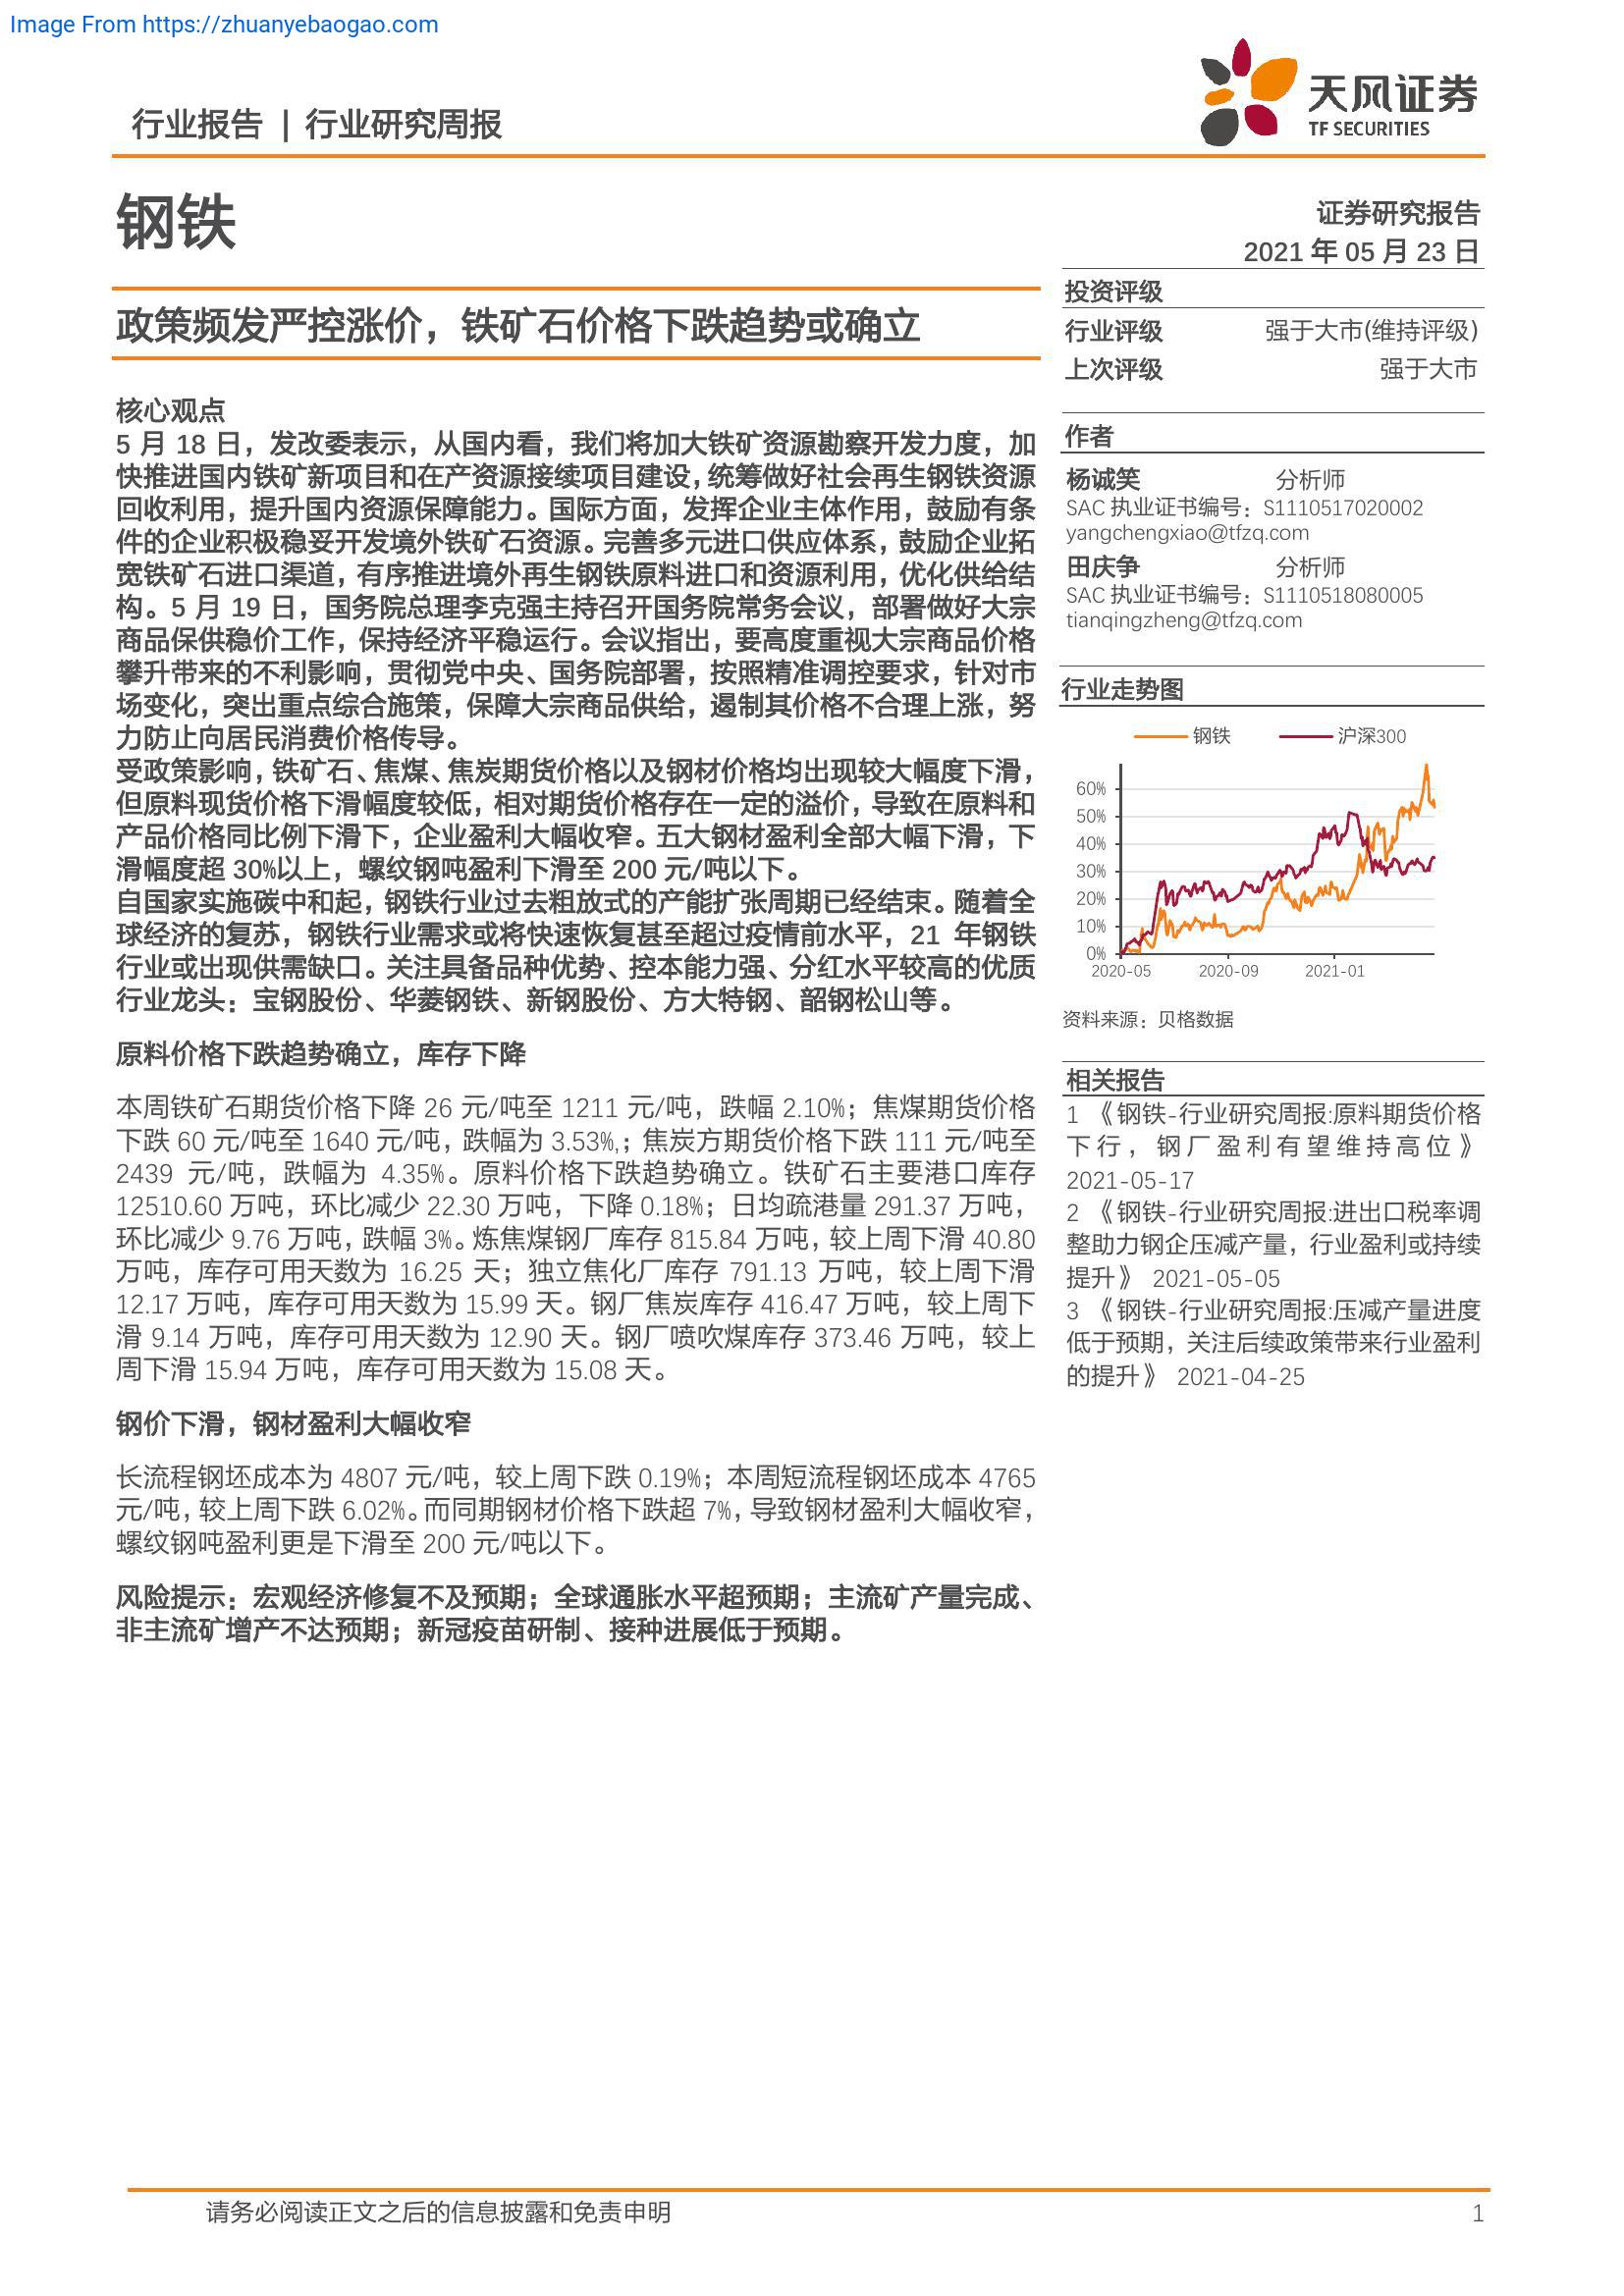 Image From https://zhuanyebaogao.com
行业报告 | 行业研究周报
天风证券
TF SECURITIES
钢铁
证券研究报告
2021 年 05 月 23 日
政策频发严控涨价，铁矿石价格下跌趋势或确立
核心观点
5 月 18 日，发改委表示，从国内看，我们将加大铁矿资源勘察开发力度，加
快推进国内铁矿新项目和在产资源接续项目建设，统筹做好社会再生钢铁资源
回收利用，提升国内资源保障能力。国际方面，发挥企业主体作用，鼓励有条
件的企业积极稳妥开发境外铁矿石资源。完善多元进口供应体系，鼓励企业拓
宽铁矿石进口渠道，有序推进境外再生钢铁原料进口和资源利用，优化供给结
构。5 月 19 日，国务院总理李克强主持召开国务院常务会议，部署做好大宗
商品保供稳价工作，保持经济平稳运行。会议指出，要高度重视大宗商品价格
攀升带来的不利影响，贯彻党中央、国务院部署，按照精准调控要求，针对市
场变化，突出重点综合施策，保障大宗商品供给，遏制其价格不合理上涨，努
力防止向居民消费价格传导。
受政策影响，铁矿石、焦煤、焦炭期货价格以及钢材价格均出现较大幅度下滑，
但原料现货价格下滑幅度较低，相对期货价格存在一定的溢价，导致在原料和
产品价格同比例下滑下，企业盈利大幅收窄。五大钢材盈利全部大幅下滑，下
滑幅度超 30%以上，螺纹钢吨盈利下滑至 200 元/吨以下。
自国家实施碳中和起，钢铁行业过去粗放式的产能扩张周期已经结束。随着全
球经济的复苏，钢铁行业需求或将快速恢复甚至超过疫情前水平，21 年钢铁
行业或出现供需缺口。关注具备品种优势、控本能力强、分红水平较高的优质
行业龙头：宝钢股份、华菱钢铁、新钢股份、方大特钢、韶钢松山等。
原料价格下跌趋势确立，库存下降
本周铁矿石期货价格下降 26 元/吨至 1211 元/吨，跌幅 2.10%；焦煤期货价格
下跌 60 元/吨至 1640 元/吨，跌幅为 3.53%,；焦炭方期货价格下跌 111 元/吨至
2439 元/吨，跌幅为 4.35%。原料价格下跌趋势确立。铁矿石主要港口库存
12510.60 万吨，环比减少 22.30 万吨，下降 0.18%；日均疏港量 291.37 万吨，
环比减少 9.76 万吨，跌幅 3%。炼焦煤钢厂库存 815.84 万吨，较上周下滑 40.80
万吨，库存可用天数为 16.25 天；独立焦化厂库存 791.13 万吨，较上周下滑
12.17 万吨，库存可用天数为 15.99 天。钢厂焦炭库存 416.47 万吨，较上周下
滑 9.14 万吨，库存可用天数为 12.90 天。钢厂喷吹煤库存 373.46 万吨，较上
周下滑 15.94 万吨，库存可用天数为 15.08 天。
钢价下滑，钢材盈利大幅收窄
长流程钢坯成本为 4807 元/吨，较上周下跌 0.19%；本周短流程钢坯成本 4765
元/吨，较上周下跌 6.02%。而同期钢材价格下跌超 7%，导致钢材盈利大幅收窄，
螺纹钢吨盈利更是下滑至 200 元/吨以下。
风险提示：宏观经济修复不及预期；全球通胀水平超预期；主流矿产量完成、
非主流矿增产不达预期；新冠疫苗研制、接种进展低于预期。
投资评级
行业评级 强于大市(维持评级)
上次评级 强于大市
作者
杨诚笑 分析师
SAC 执业证书编号：S1110517020002
yangchengxiao@tfzq.com
田庆争 分析师
SAC 执业证书编号：S1110518080005
tianqingzheng@tfzq.com
行业走势图
钢铁 沪深300
60%
50%
40%
30%
20%
10%
0%
2020-05 2020-09 2021-01
资料来源：贝格数据
相关报告
1 《钢铁-行业研究周报:原料期货价格
下行，钢厂盈利有望维持高位》
2021-05-17
2 《钢铁-行业研究周报:进出口税率调
整助力钢企压减产量，行业盈利或持续
提升》 2021-05-05
3 《钢铁-行业研究周报:压减产量进度
低于预期，关注后续政策带来行业盈利
的提升》 2021-04-25
请务必阅读正文之后的信息披露和免责申明 1